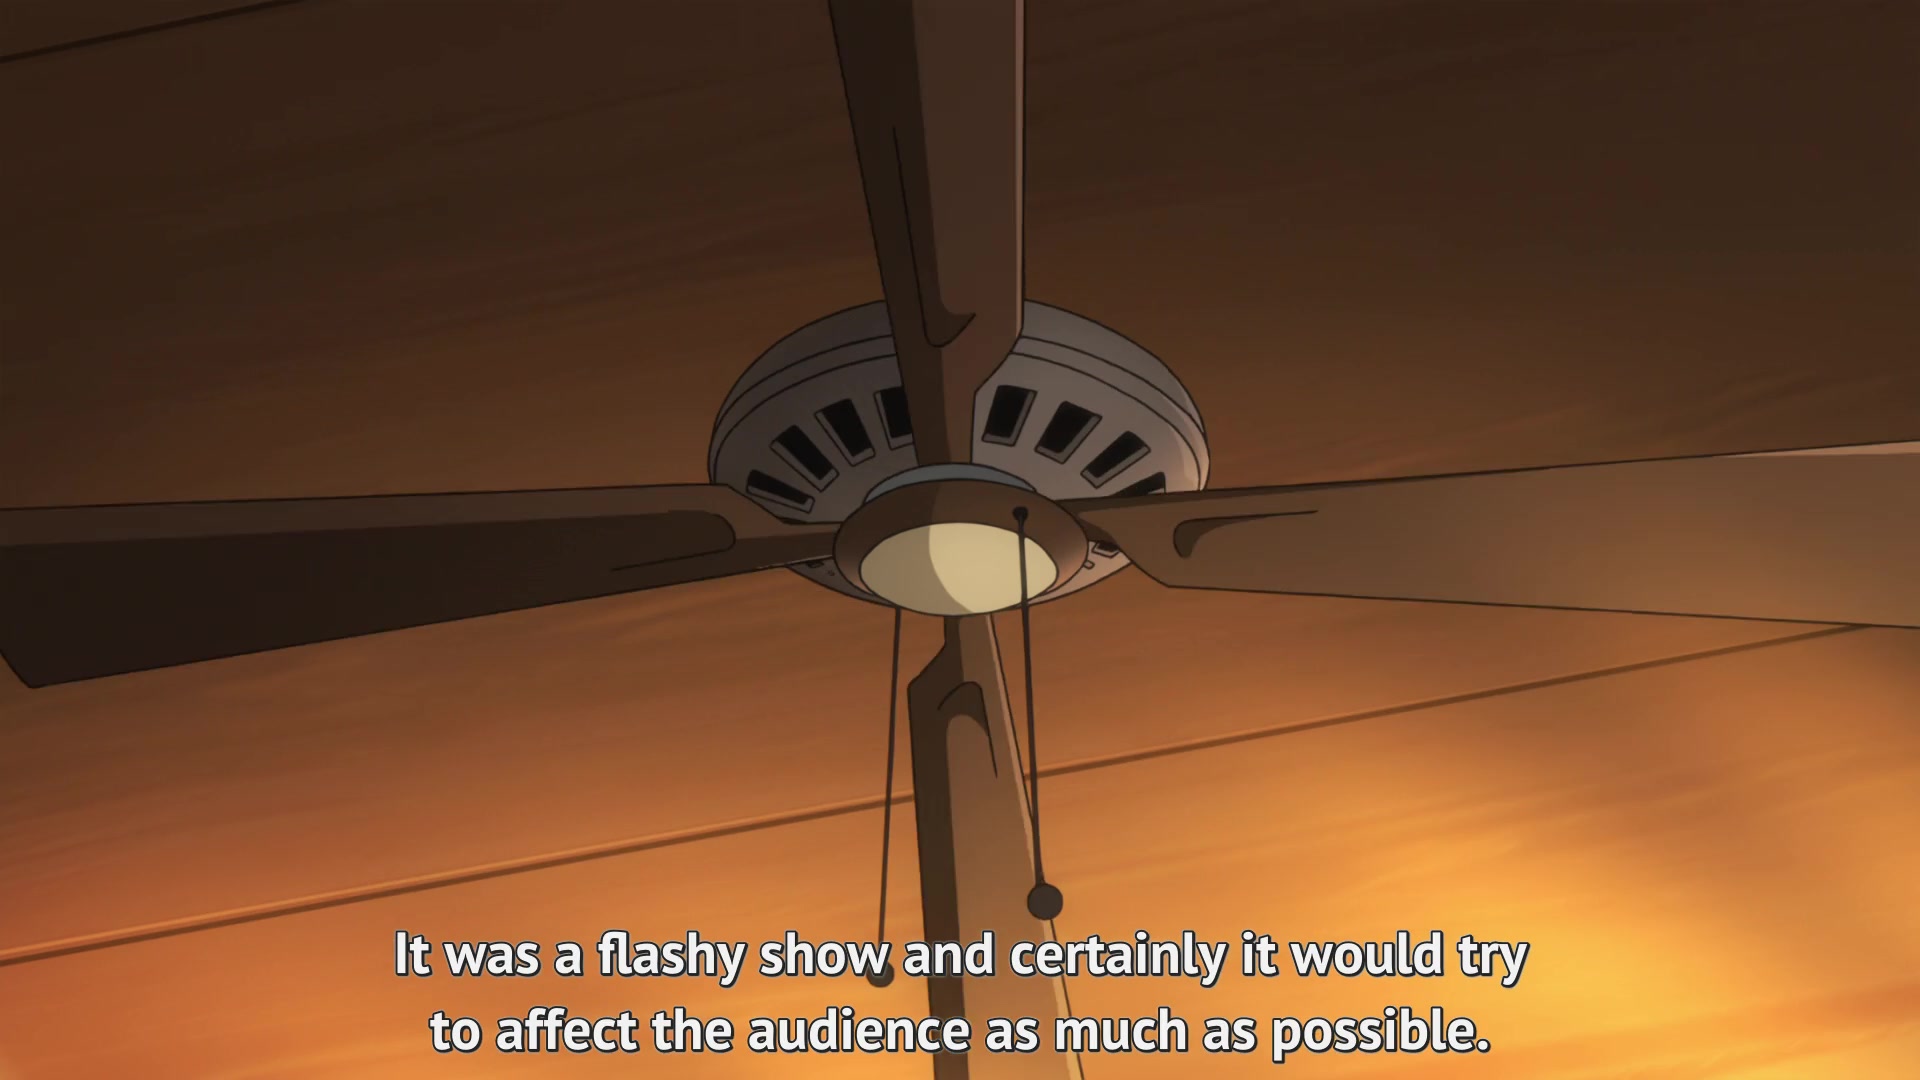 It was a flashy show and certainly it would try
to affect the audience as much as possible.